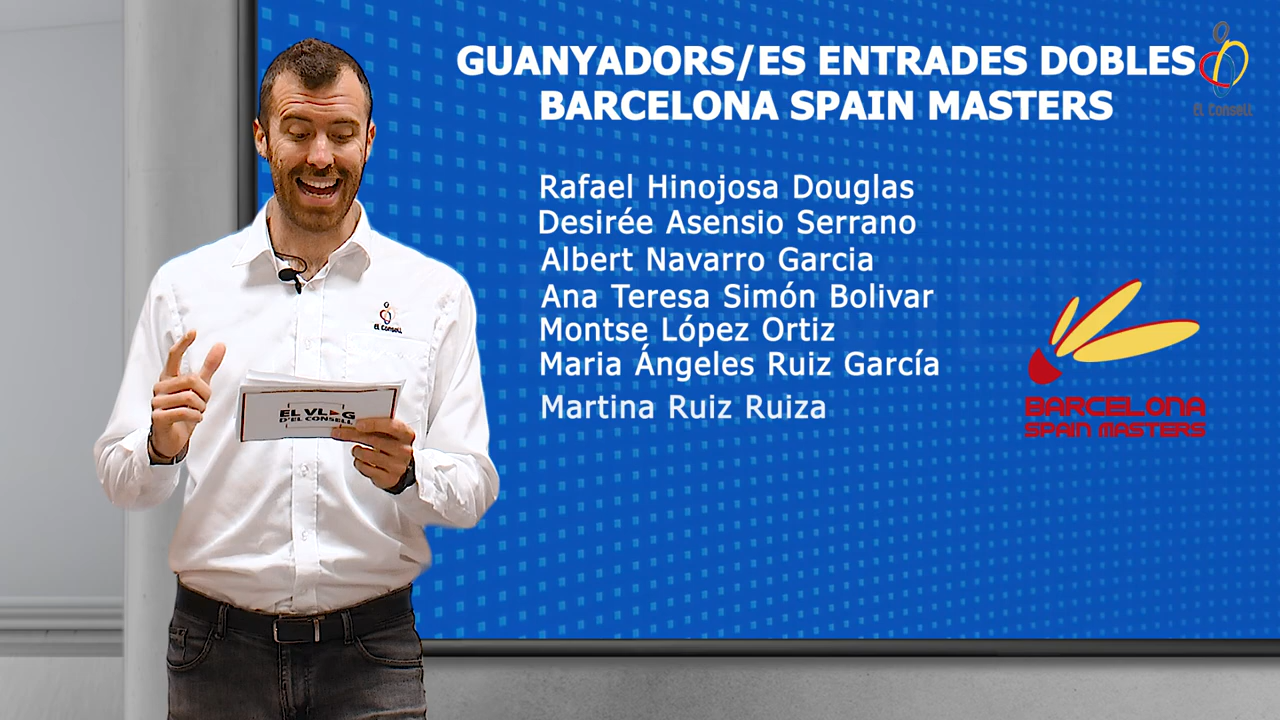 GUANYADORS/ES ENTRADES DOBLES
BARCELONA SPAIN MASTERS
El Consell
Rafael Hinojosa Douglas
Desirée Asensio Serrano
Albert Navarro Garcia
Ana Teresa Simón Bolivar
Montse López Ortiz
Maria Ángeles Ruiz García
Martina Ruiz Ruiza
BARCELONA
SPAIN MASTERS
El Consell
EL VLOG
D'EL CONSELL